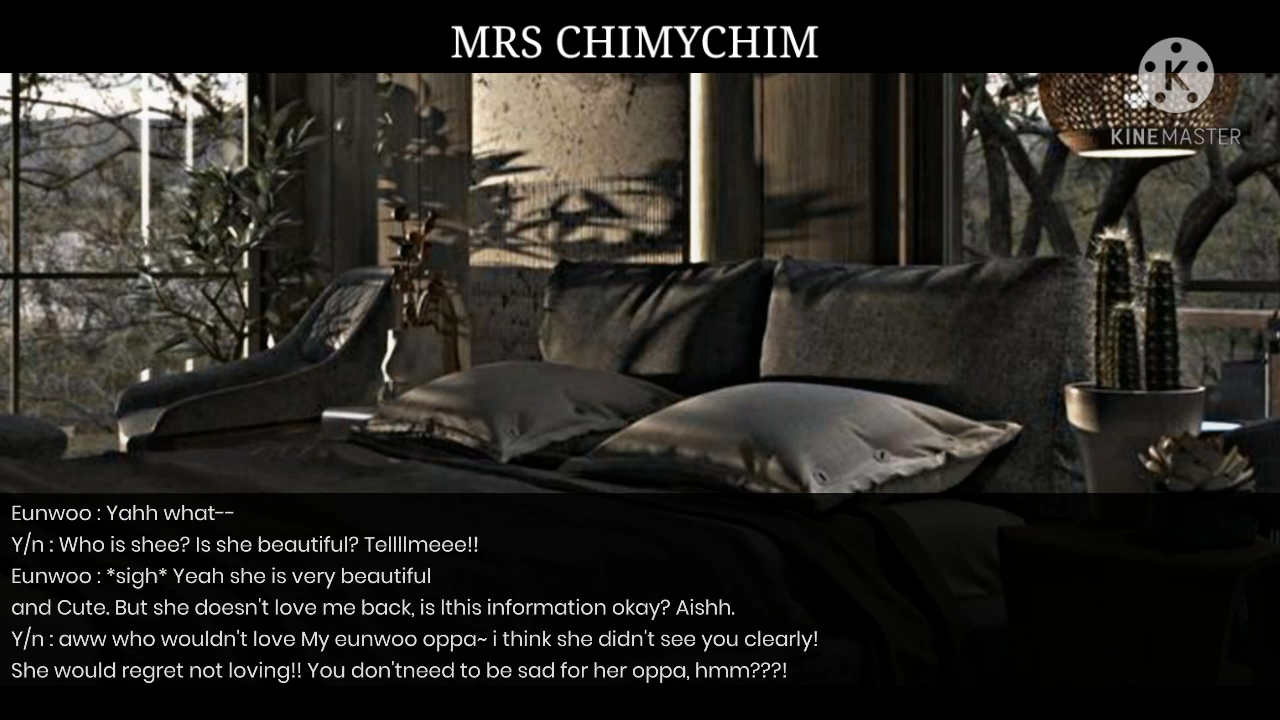 MRS CHIMYCHIM
K
KINEMASTER
Eunwoo : Yahh what--
Y/n : Who is shee? Is she beautiful? Tellllmeee!!
Eunwoo : *sigh* Yeah she is very beautiful
and Cute. But she doesn't love me back, is lthis information okay? Aishh.
Y/n : aww who wouldn't love My eunwoo oppa~ i think she didn't see you clearly!
She would regret not loving!! You don'tneed to be sad for her oppa, hmm???!